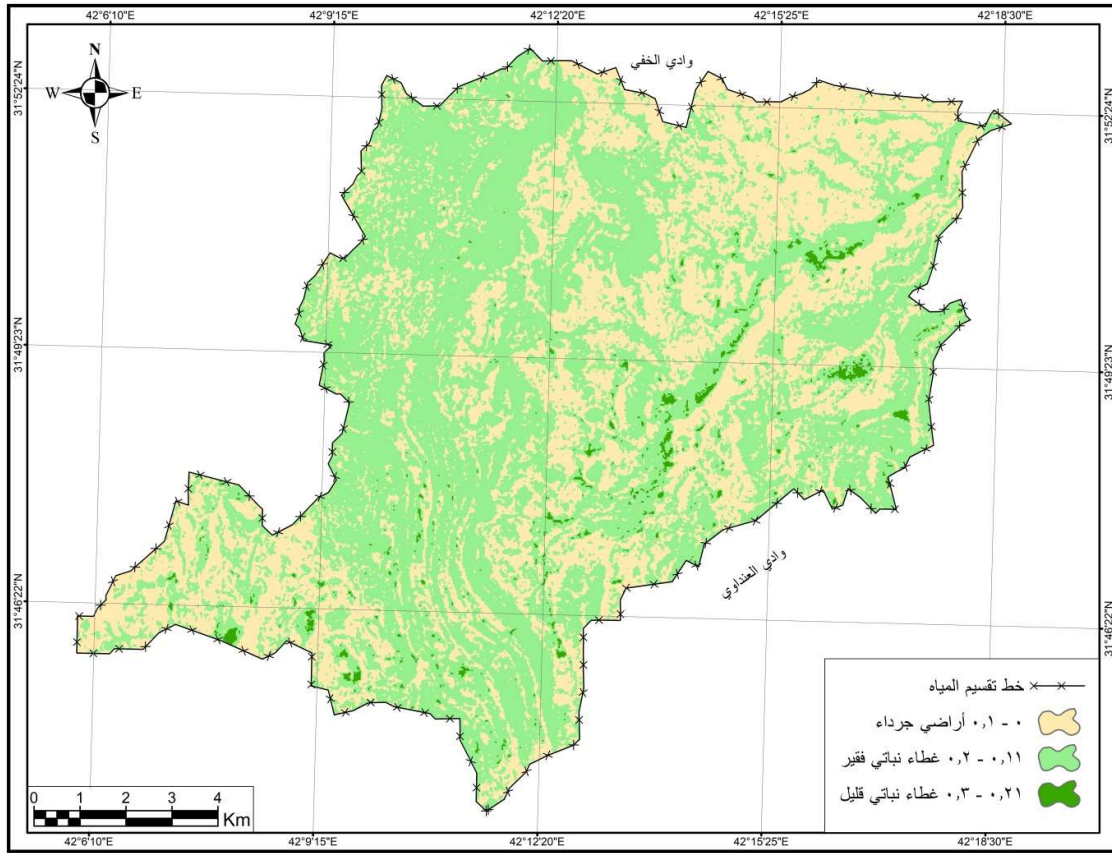 42°6'10"E 42°9'15"E 42°12'20"E 42°15'25"E 42°18'30"E
وادي الخفي
N
W E
S
31°52'24"N 31°52'24"N
31°49'23"N 31°49'23"N
وادي العنداوي
31°46'22"N 31°46'22"N
خط تقسيم المياه
٠ - ٠,١ أراضي جرداء
٠,١١ - ٠,٢ غطاء نباتي فقير
٠,٢١ - ٠,٣ غطاء نباتي قليل
0 1 2 3 4
Km
42°6'10"E 42°9'15"E 42°12'20"E 42°15'25"E 42°18'30"E